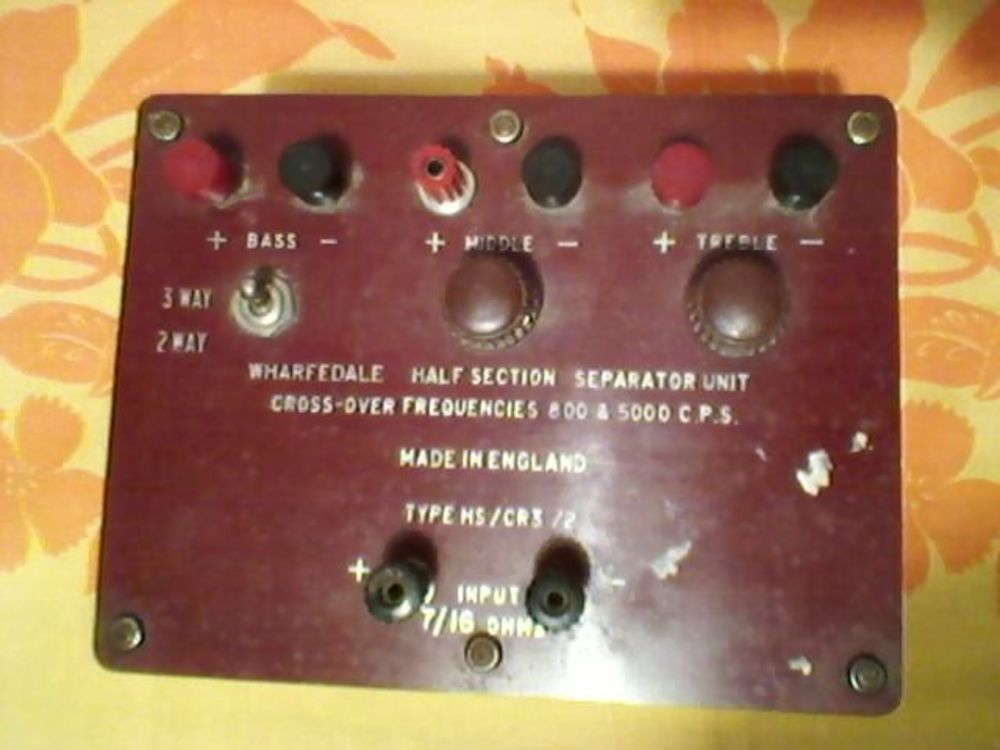 + BASS - + MIDDLE - + TREBLE -
3 WAY
2 WAY
WHARFEDALE HALF SECTION SEPARATOR UNIT
CROSS-OVER FREQUENCIES 800 & 5000 C.P.S.
MADE IN ENGLAND
TYPE HS/CR3/2
+ INPUT -
7/16 OHMS